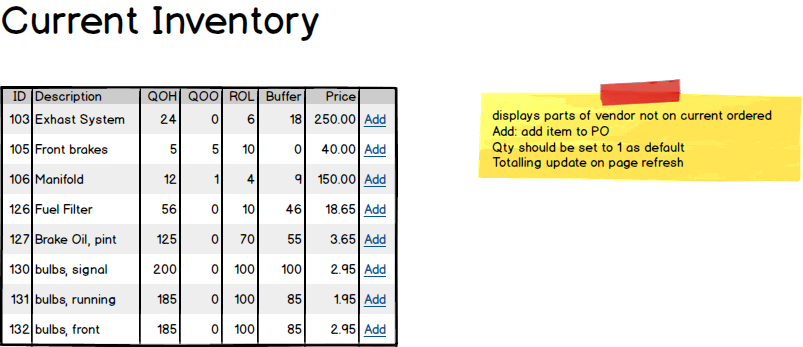 Current Inventory
ID Description QOH QOO ROL Buffer Price
103 Exhast System 24 0 6 18 250.00 Add
105 Front brakes 5 5 10 0 40.00 Add
106 Manifold 12 1 4 9 150.00 Add
126 Fuel Filter 56 0 10 46 18.65 Add
127 Brake Oil, pint 125 0 70 55 3.65 Add
130 bulbs, signal 200 0 100 100 2.95 Add
131 bulbs, running 185 0 100 85 1.95 Add
132 bulbs, front 185 0 100 85 2.95 Add
displays parts of vendor not on current ordered
Add: add item to PO
Qty should be set to 1 as default
Totalling update on page refresh